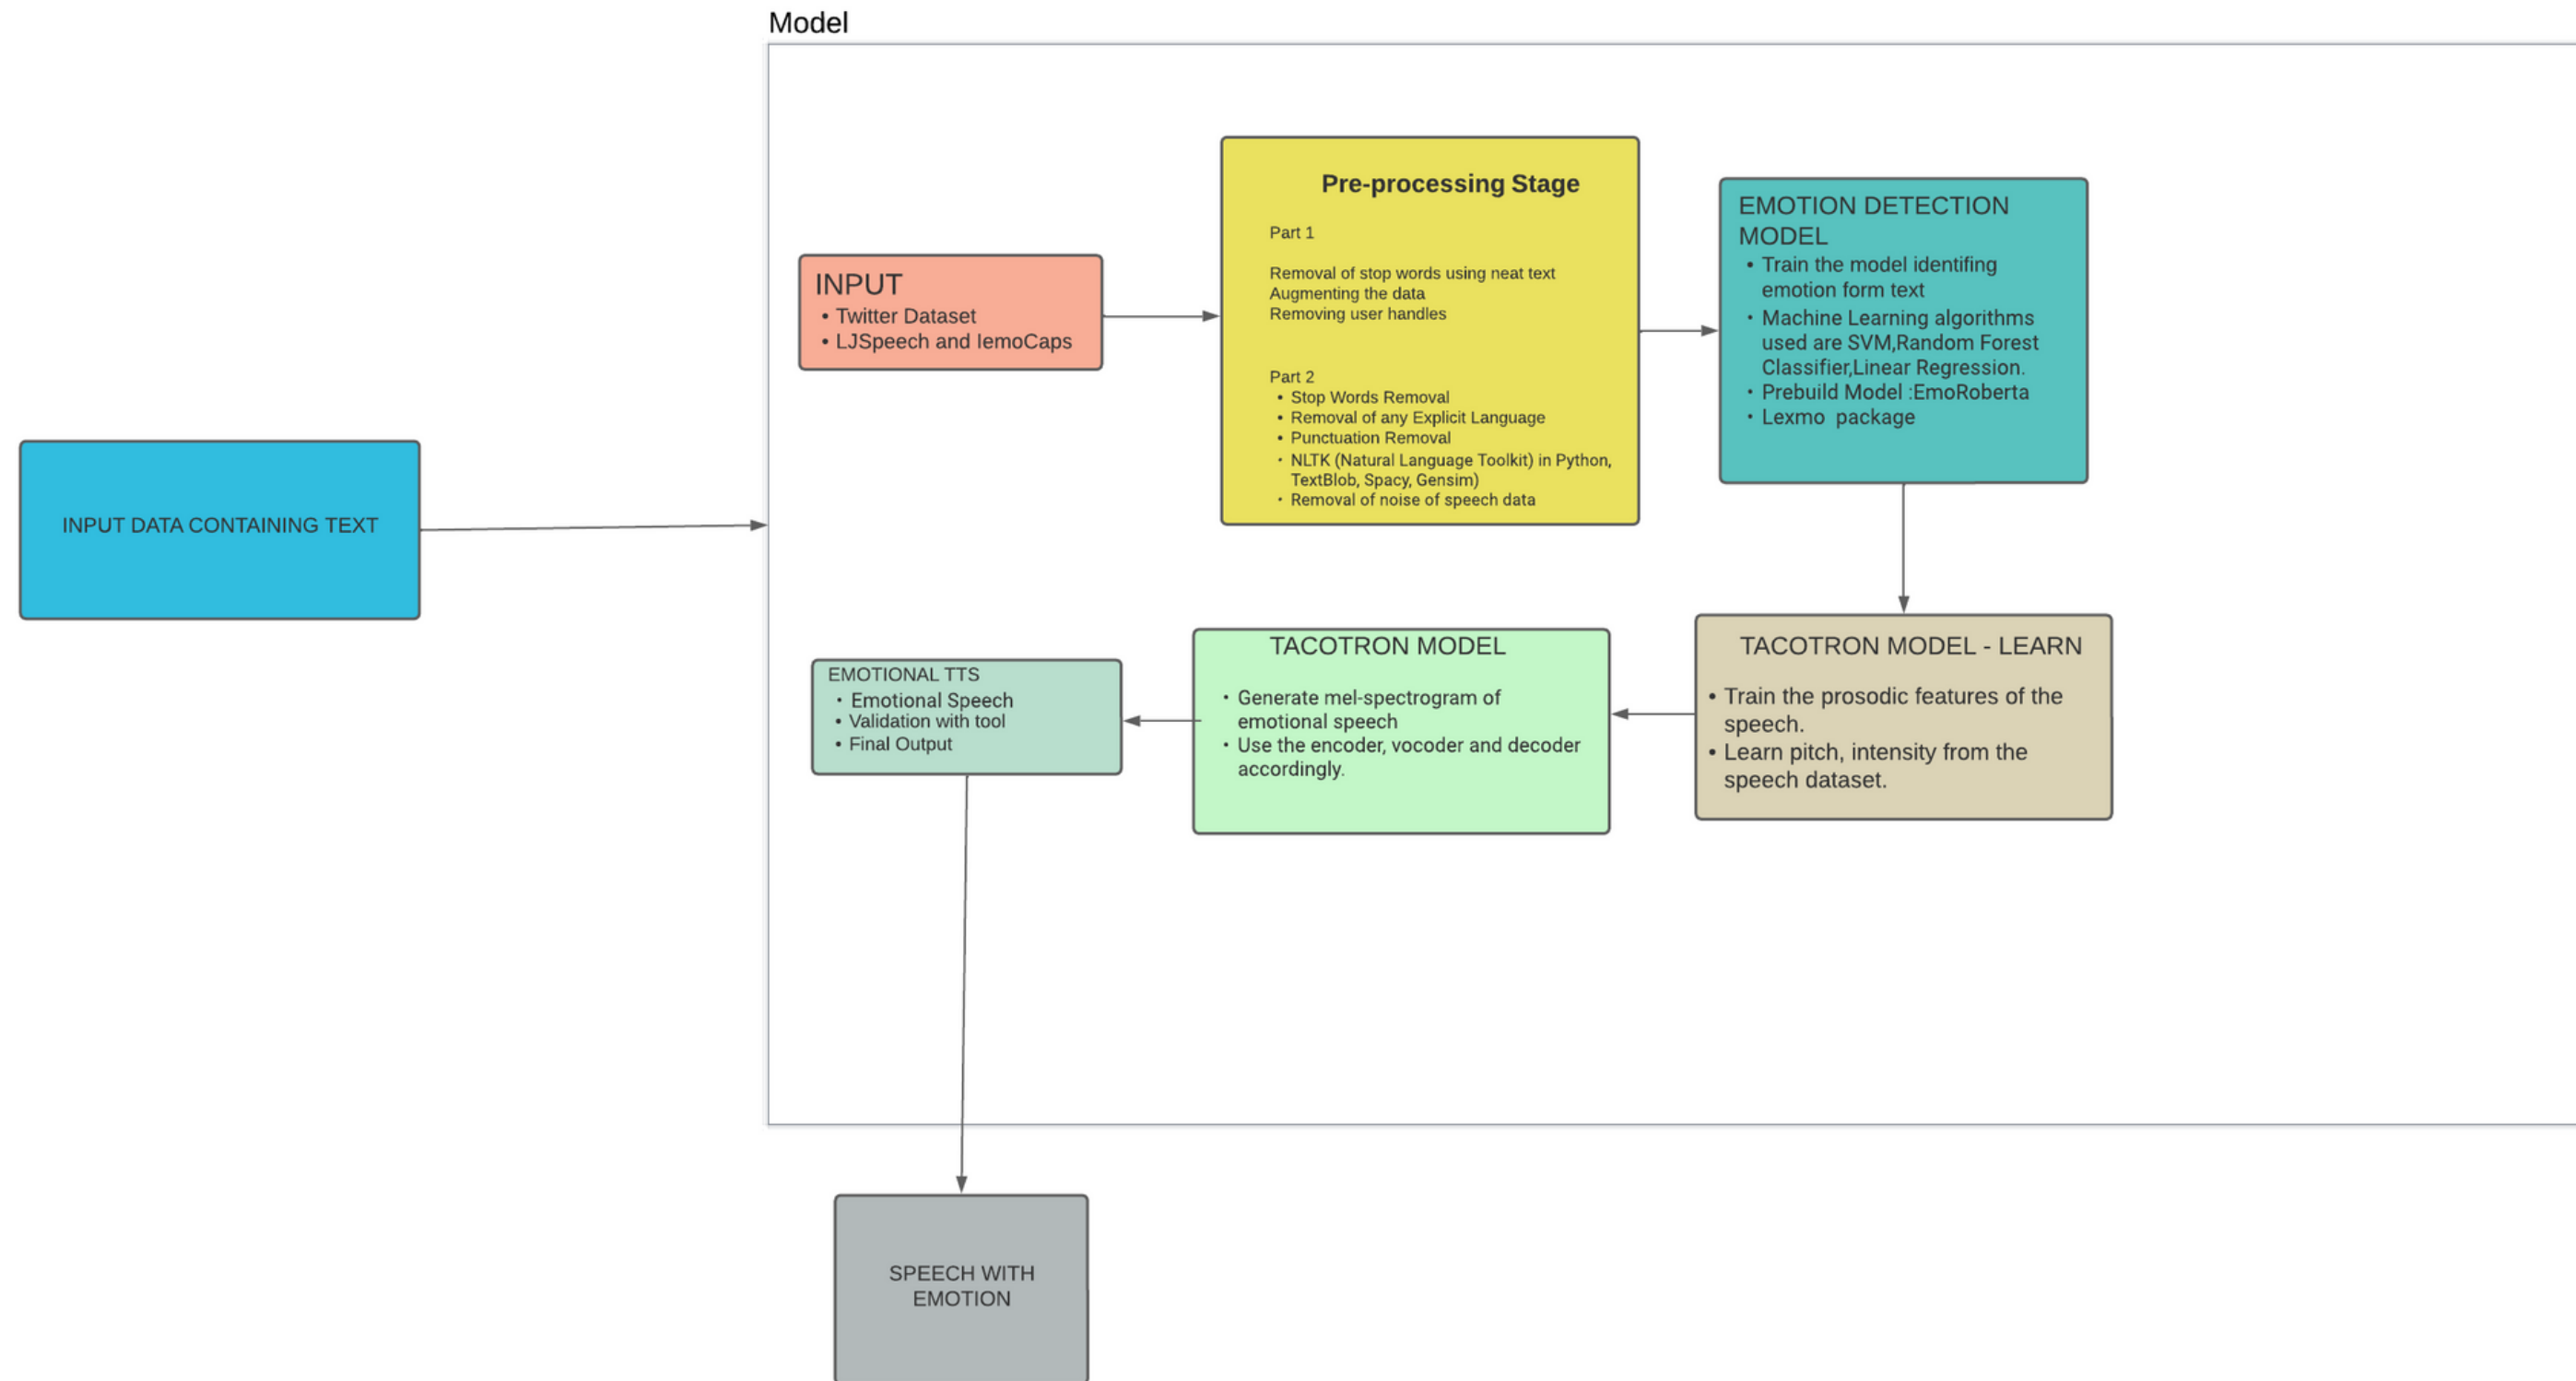 Model
INPUT DATA CONTAINING TEXT
INPUT
• Twitter Dataset
• LJSpeech and IemoCaps
Pre-processing Stage
Part 1
Removal of stop words using neat text
Augmenting the data
Removing user handles
Part 2
• Stop Words Removal
• Removal of any Explicit Language
• Punctuation Removal
• NLTK (Natural Language Toolkit) in Python,
TextBlob, Spacy, Gensim)
• Removal of noise of speech data
EMOTION DETECTION
MODEL
• Train the model identifing
emotion form text
• Machine Learning algorithms
used are SVM,Random Forest
Classifier,Linear Regression.
• Prebuild Model :EmoRoberta
• Lexmo package
TACOTRON MODEL - LEARN
• Train the prosodic features of the
speech.
• Learn pitch, intensity from the
speech dataset.
TACOTRON MODEL
• Generate mel-spectrogram of
emotional speech
• Use the encoder, vocoder and decoder
accordingly.
EMOTIONAL TTS
• Emotional Speech
• Validation with tool
• Final Output
SPEECH WITH
EMOTION